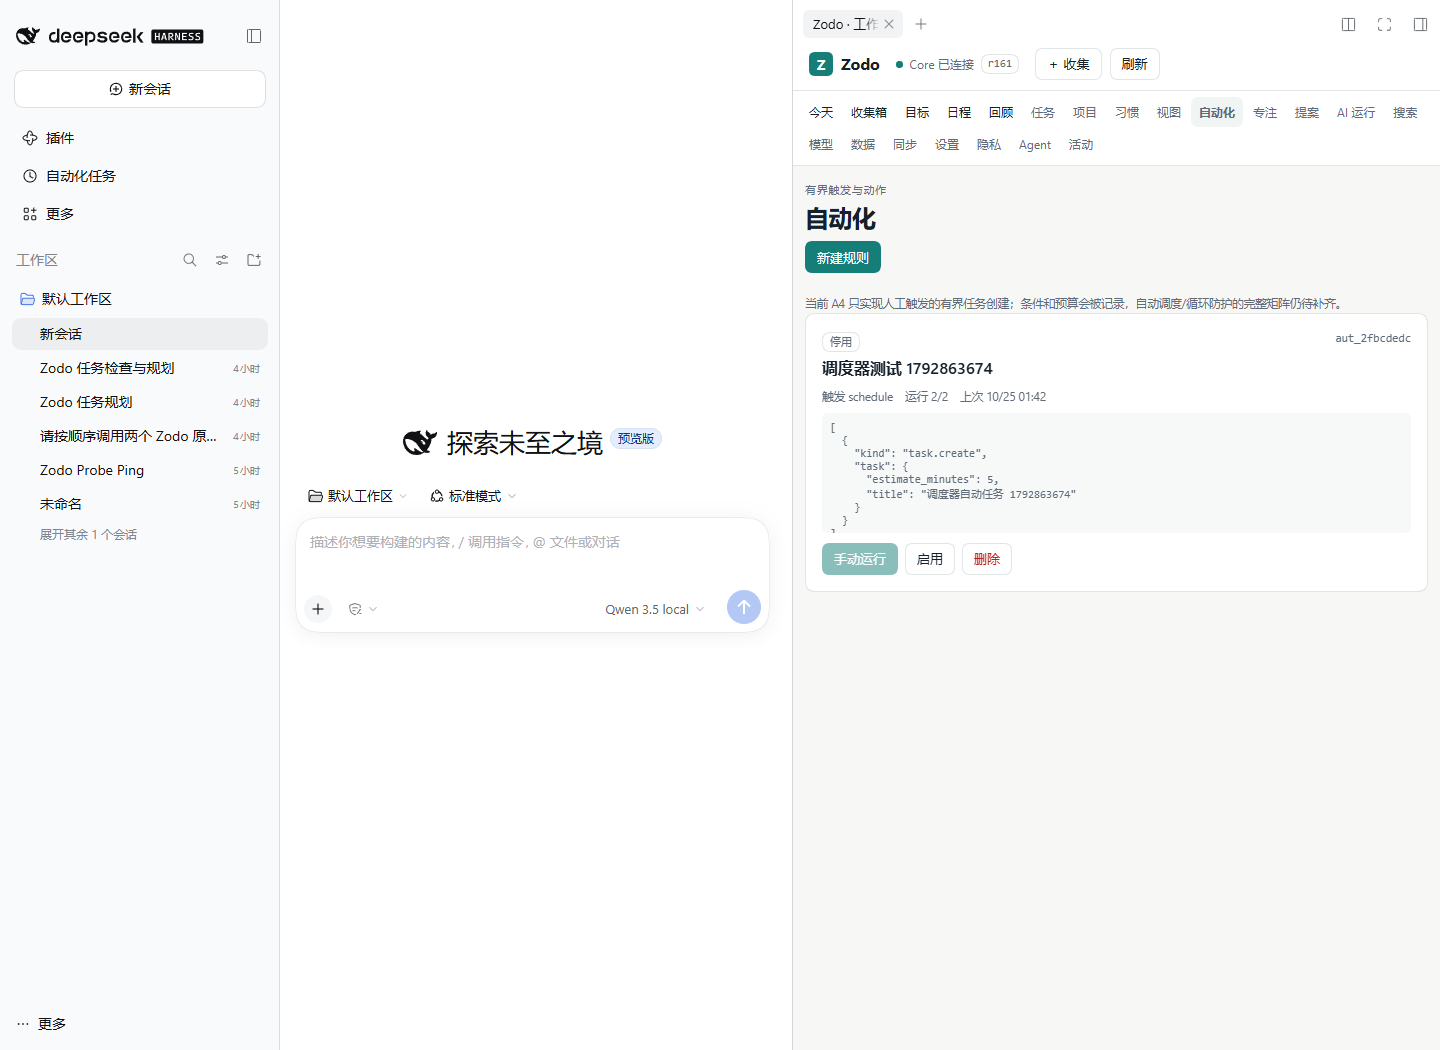 deepseek HARNESS
新会话
插件
自动化任务
更多
工作区
默认工作区
新会话
Zodo 任务检查与规划 4小时
Zodo 任务规划 4小时
请按顺序调用两个 Zodo 原... 4小时
Zodo Probe Ping 5小时
未命名 5小时
展开其余 1 个会话
更多
探索未至之境 预览版
默认工作区 标准模式
描述你想要构建的内容, / 调用指令, @ 文件或对话
Qwen 3.5 local
Zodo · 工作
Z Zodo Core 已连接 r161 + 收集 刷新
今天 收集箱 目标 日程 回顾 任务 项目 习惯 视图 自动化 专注 提案 AI 运行 搜索
模型 数据 同步 设置 隐私 Agent 活动
有界触发与动作
自动化
新建规则
当前 A4 只实现人工触发的有界任务创建；条件和预算会被记录，自动调度/循环防护的完整矩阵仍待补齐。
停用 aut_2fbcdedc
调度器测试 1792863674
触发 schedule 运行 2/2 上次 10/25 01:42
[
{
"kind": "task.create",
"task": {
"estimate_minutes": 5,
"title": "调度器自动任务 1792863674"
}
}
]
手动运行 启用 删除